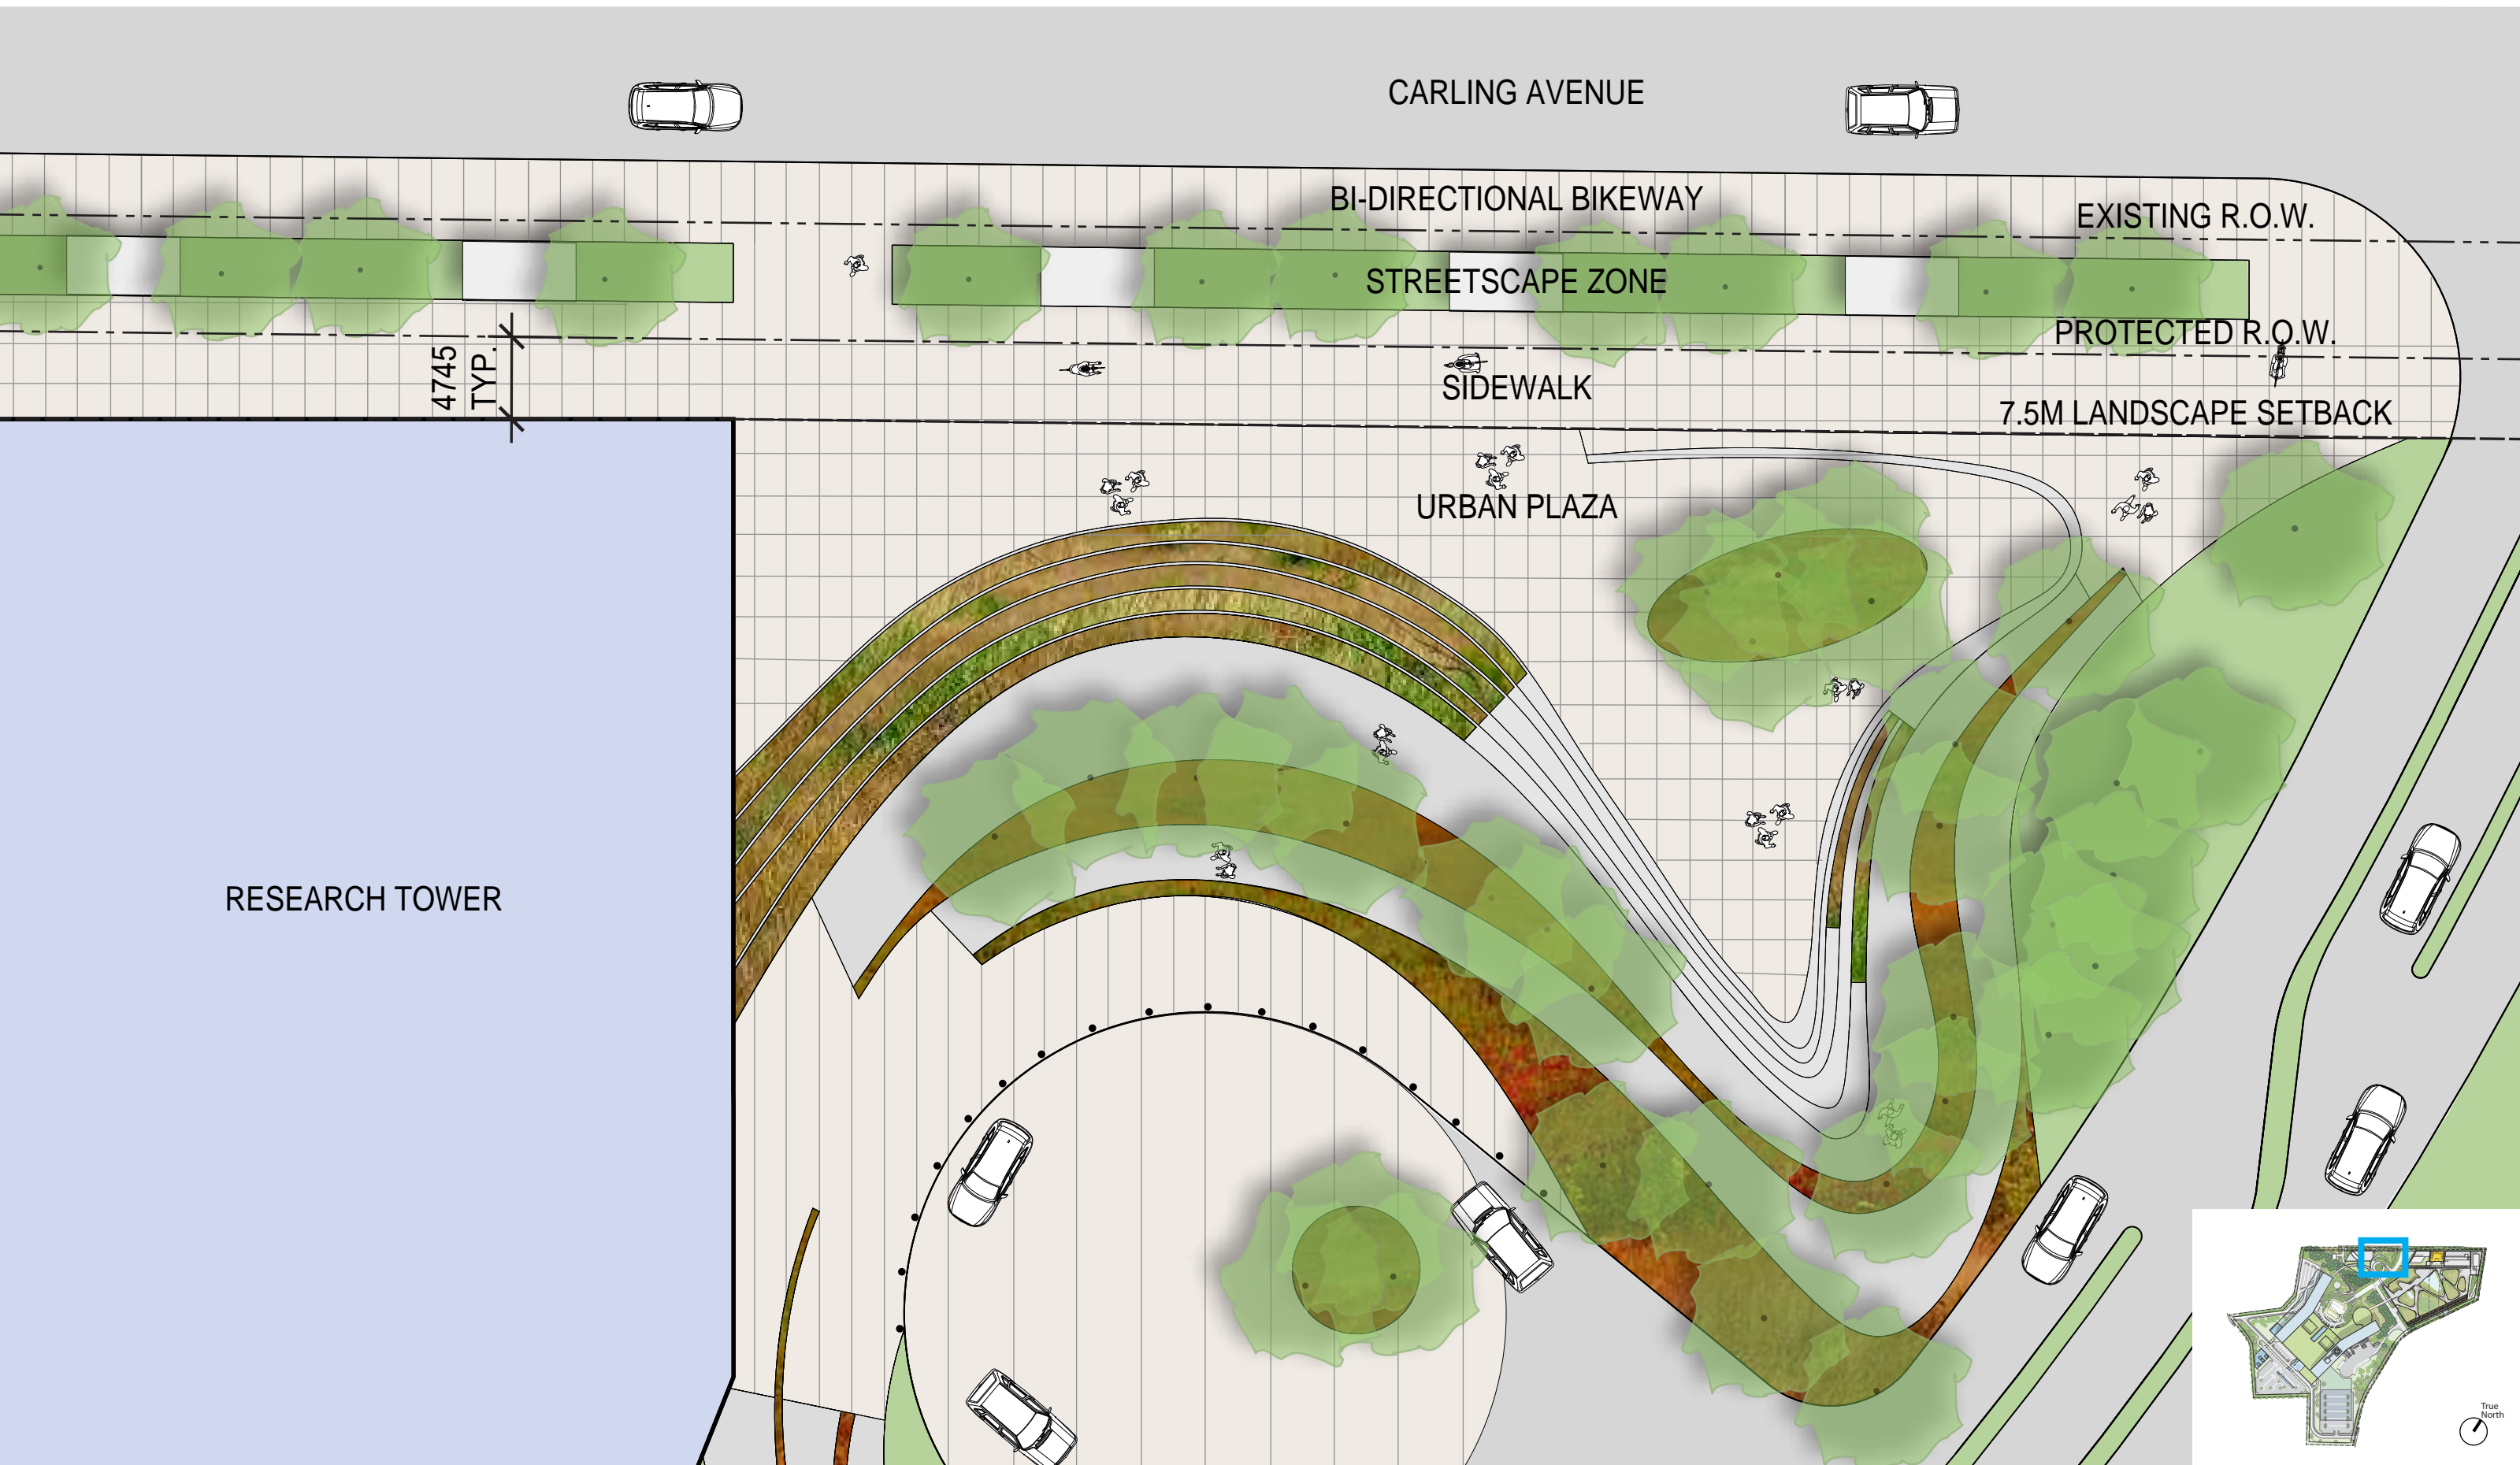 CARLING AVENUE
BI-DIRECTIONAL BIKEWAY
EXISTING R.O.W.
STREETSCAPE ZONE
PROTECTED R.O.W.
4745
TYP.
SIDEWALK
7.5M LANDSCAPE SETBACK
URBAN PLAZA
RESEARCH TOWER
True
North